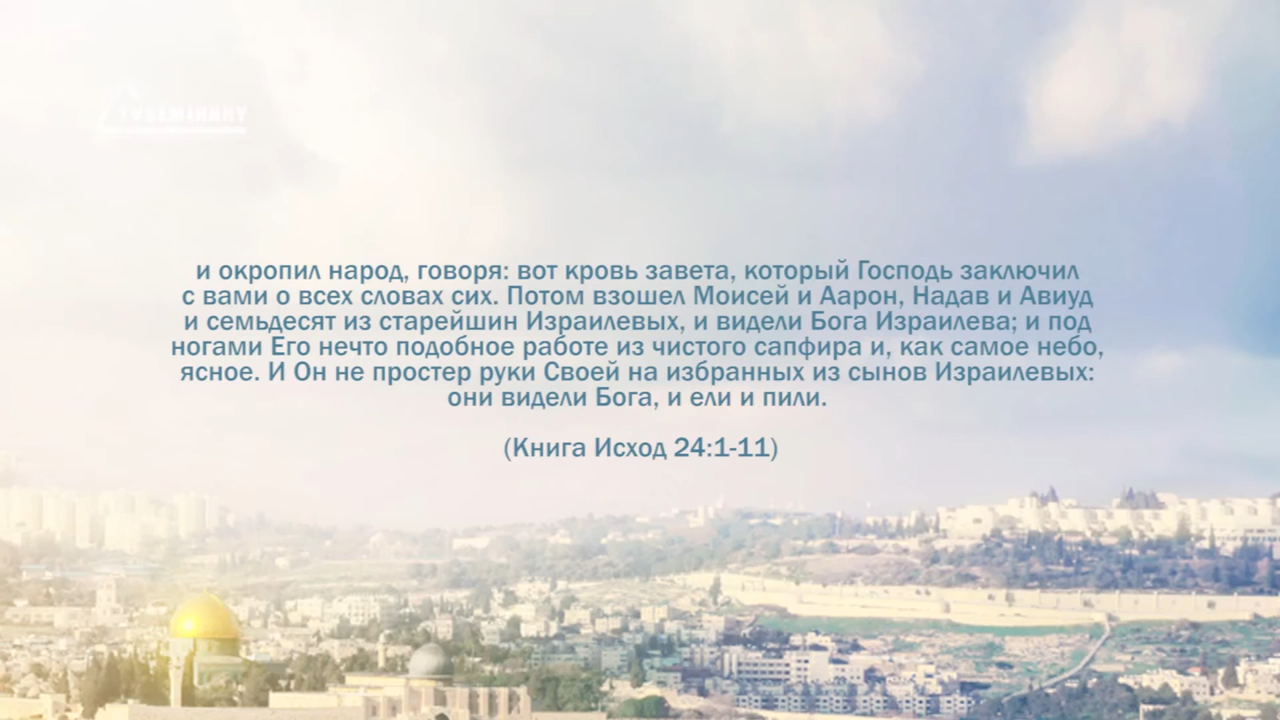 и окропил народ, говоря: вот кровь завета, который Господь заключил
с вами о всех словах сих. Потом взошел Моисей и Аарон, Надав и Авиуд
и семьдесят из старейшин Израилевых, и видели Бога Израилева; и под
ногами Его нечто подобное работе из чистого сапфира и, как самое небо,
ясное. И Он не простер руки Своей на избранных из сынов Израилевых:
они видели Бога, и ели и пили.
(Книга Исход 24:1-11)